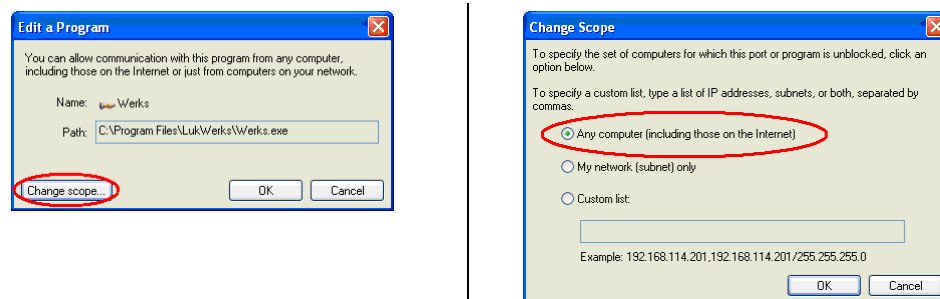 Edit a Program
You can allow communication with this program from any computer,
including those on the Internet or just from computers on your network.
Name: Werks
Path: C:\Program Files\LukWerks\Werks.exe
Change scope... OK Cancel
Change Scope
To specify the set of computers for which this port or program is unblocked, click an
option below.
To specify a custom list, type a list of IP addresses, subnets, or both, separated by
commas.
Any computer (including those on the Internet)
My network (subnet) only
Custom list:
Example: 192.168.114.201,192.168.114.201/255.255.255.0
OK Cancel